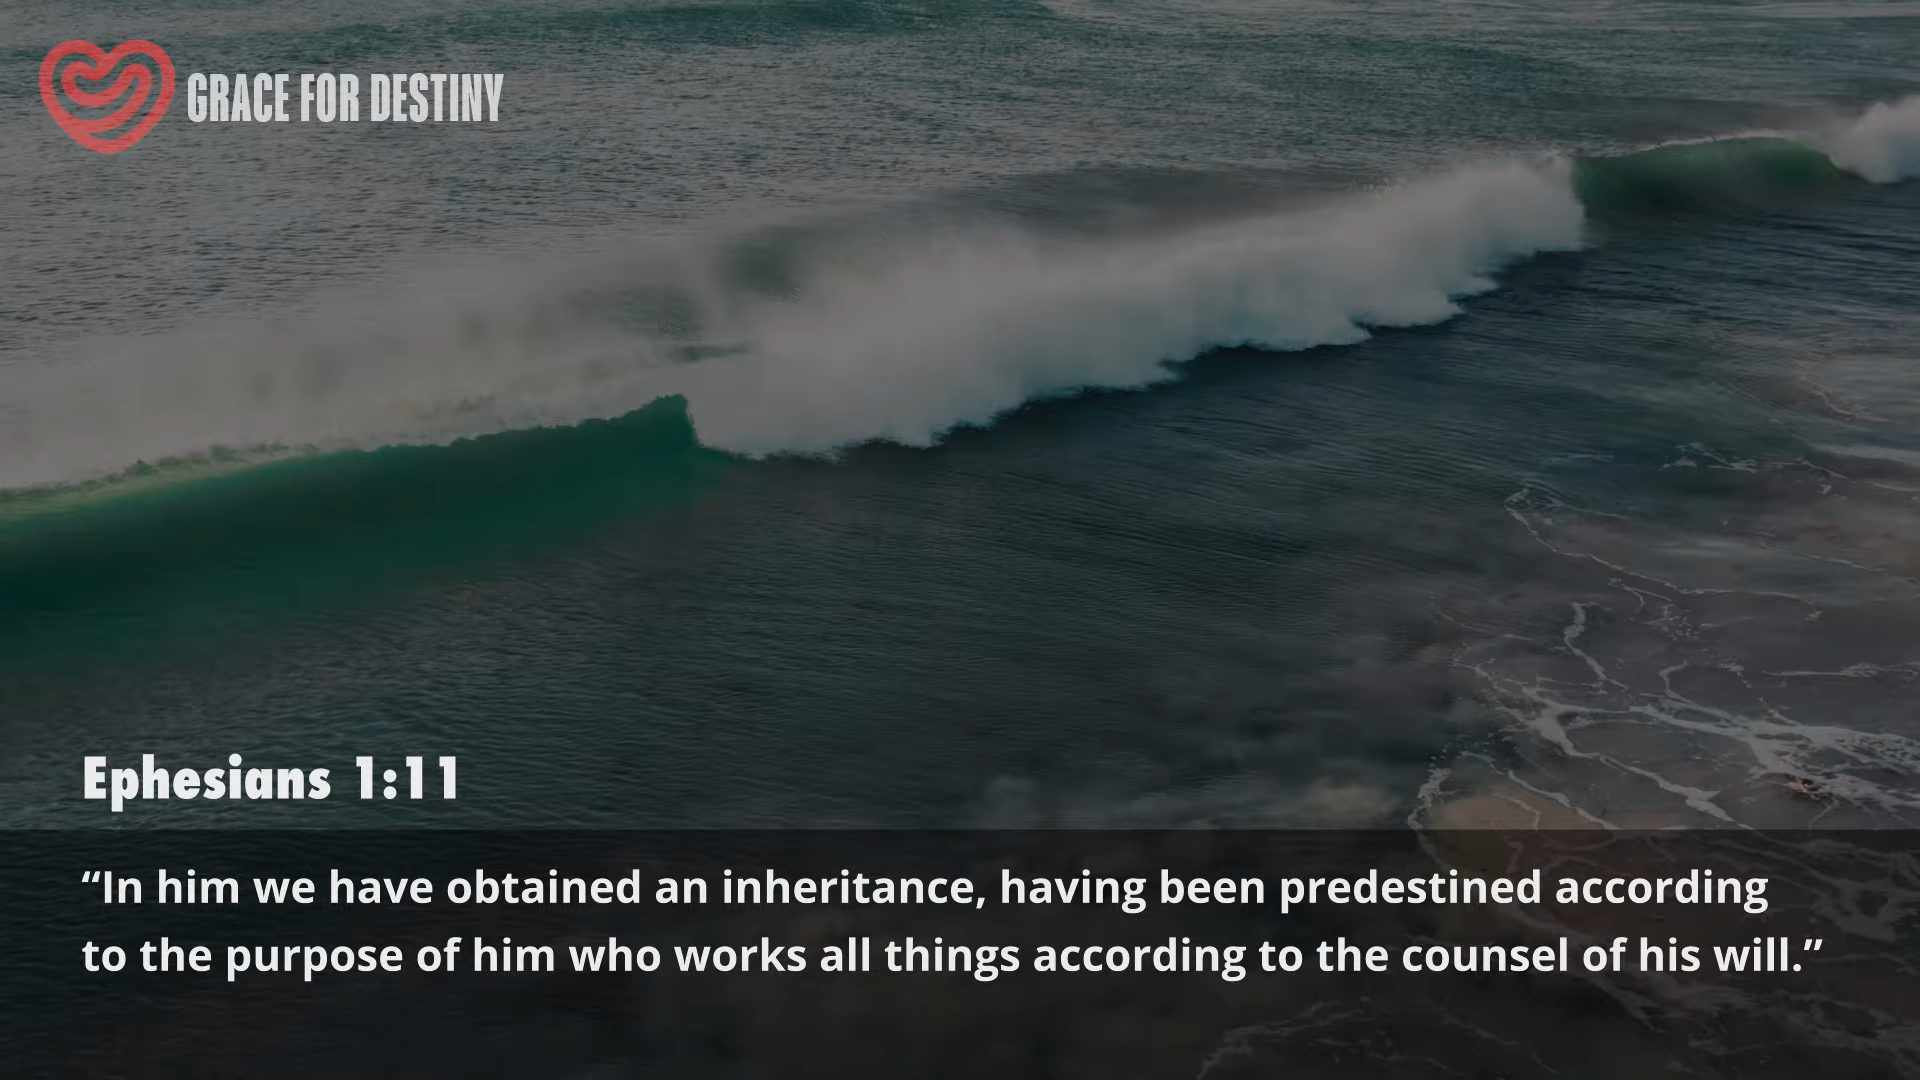 GRACE FOR DESTINY
Ephesians 1:11
“In him we have obtained an inheritance, having been predestined according
to the purpose of him who works all things according to the counsel of his will.”